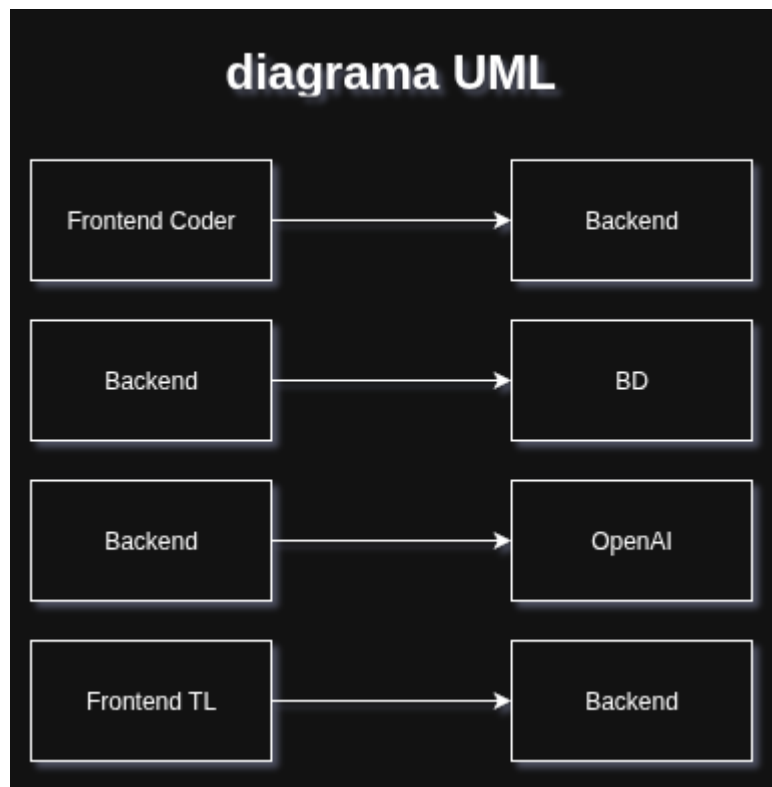 diagrama UML
Frontend Coder
Backend
Backend
BD
Backend
OpenAI
Frontend TL
Backend